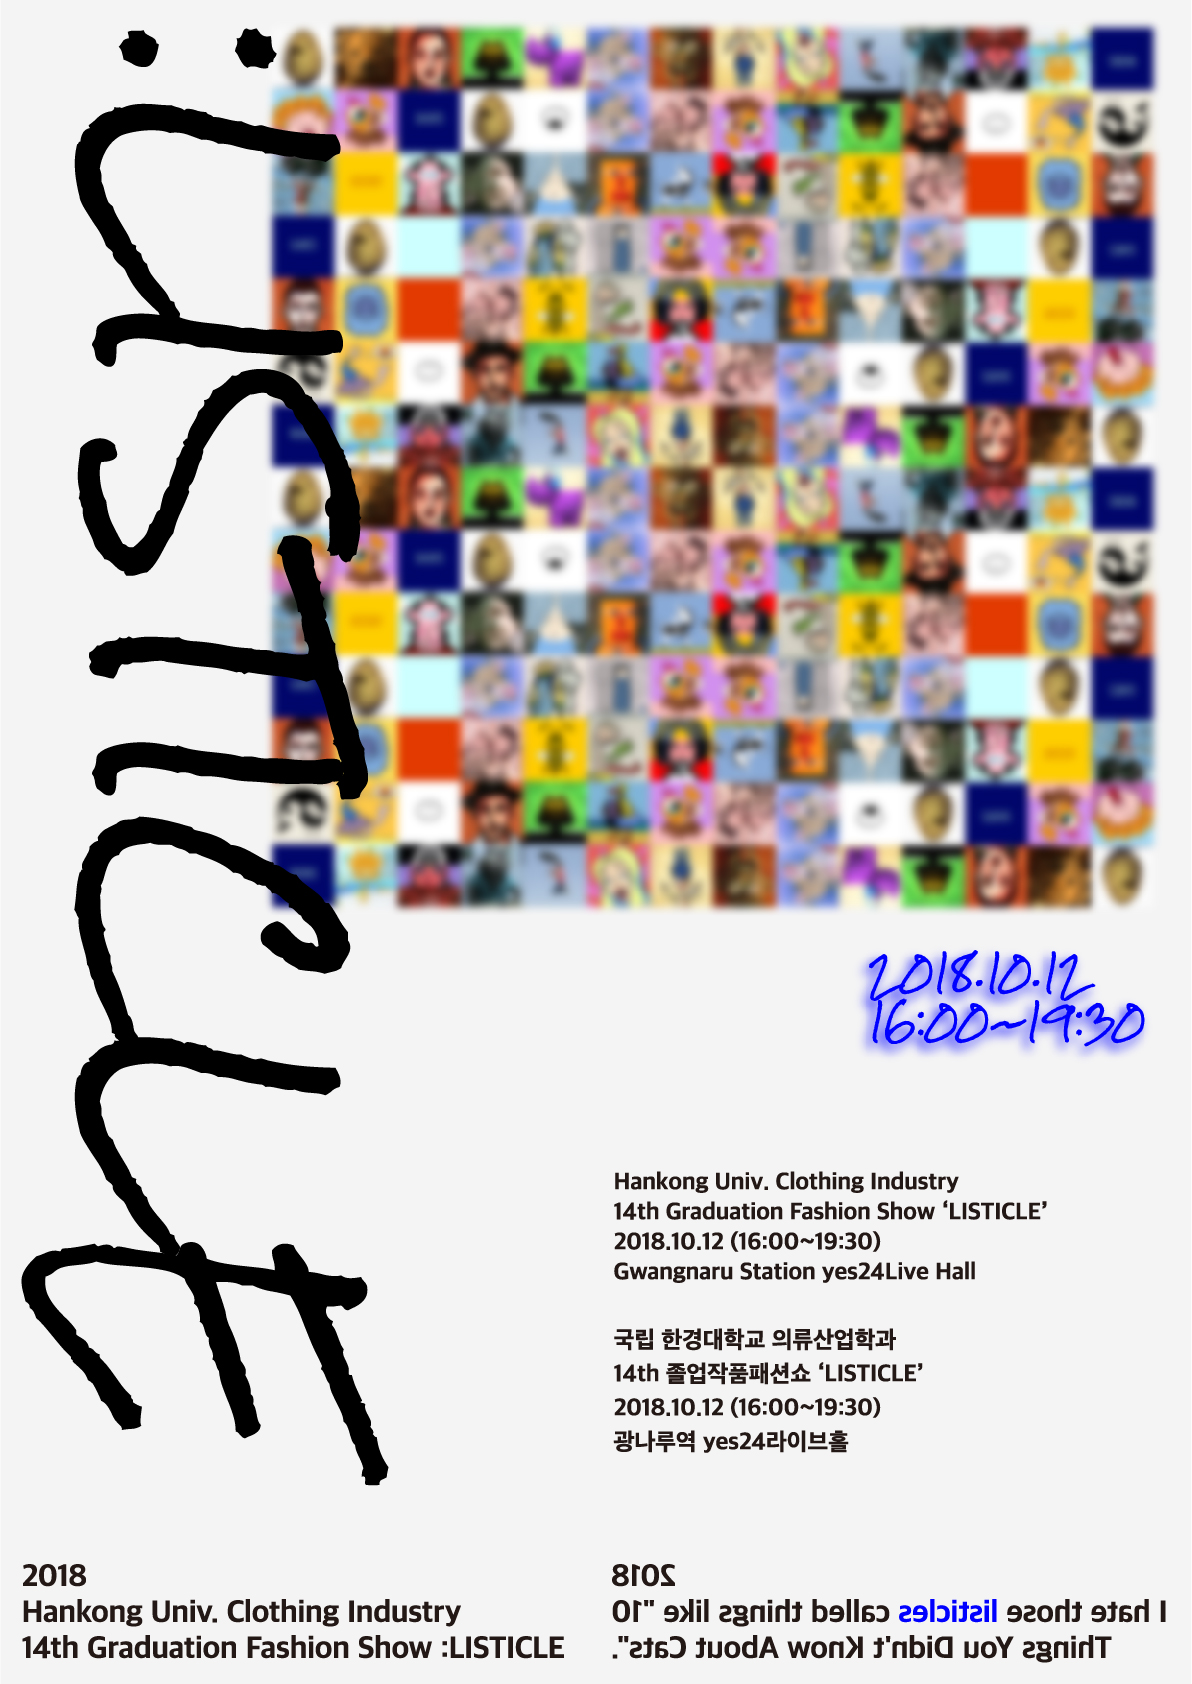 :LISTICLE
2018.10.12
16:00~19:30
Hankong Univ. Clothing Industry
14th Graduation Fashion Show ‘LISTICLE’
2018.10.12 (16:00~19:30)
Gwangnaru Station yes24Live Hall
국립 한경대학교 의류산업학과
14th 졸업작품패션쇼 ‘LISTICLE’
2018.10.12 (16:00~19:30)
광나루역 yes24라이브홀
2018
Hankong Univ. Clothing Industry
14th Graduation Fashion Show :LISTICLE
2018
I hate those listicles called things like "10
Things You Didn't Know About Cats".